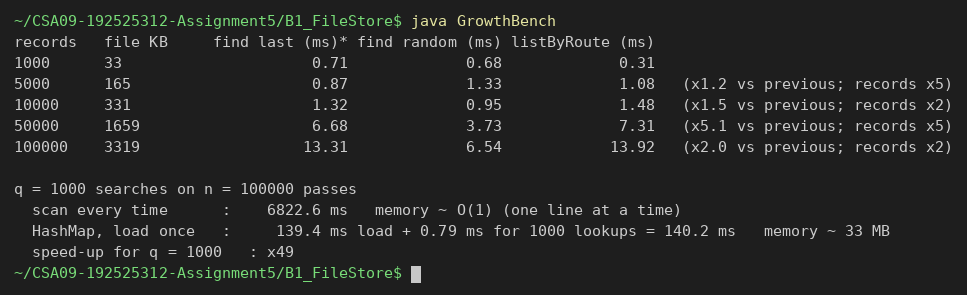 ~/CSA09-192525312-Assignment5/B1_FileStore$ java GrowthBench
records   file KB     find last (ms)* find random (ms) listByRoute (ms)
1000      33                     0.71             0.68             0.31
5000      165                    0.87             1.33             1.08   (x1.2 vs previous; records x5)
10000     331                    1.32             0.95             1.48   (x1.5 vs previous; records x2)
50000     1659                   6.68             3.73             7.31   (x5.1 vs previous; records x5)
100000    3319                  13.31             6.54            13.92   (x2.0 vs previous; records x2)

q = 1000 searches on n = 100000 passes
  scan every time      :    6822.6 ms   memory ~ O(1) (one line at a time)
  HashMap, load once   :     139.4 ms load + 0.79 ms for 1000 lookups = 140.2 ms   memory ~ 33 MB
  speed-up for q = 1000   : x49
~/CSA09-192525312-Assignment5/B1_FileStore$